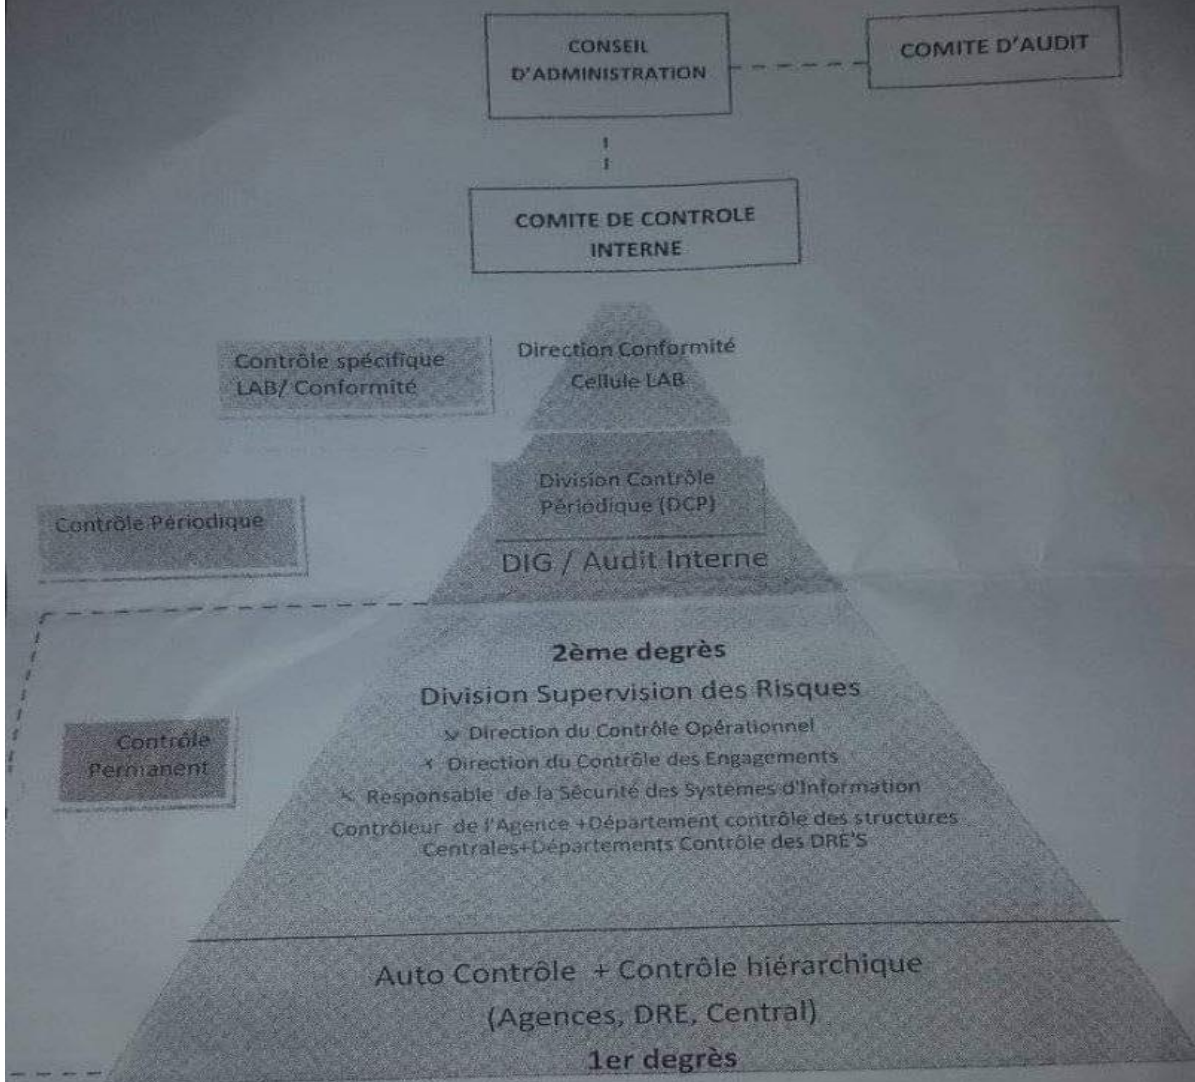 CONSEIL
D'ADMINISTRATION
COMITE D'AUDIT
COMITE DE CONTROLE
INTERNE
Contrôle spécifique
LAB/ Conformité
Direction Conformité
Cellule LAB
Contrôle Périodique
Division Contrôle
Périodique (DCP)
DIG / Audit Interne
Contrôle
Permanent
2ème degrès
Division Supervision des Risques
Direction du Contrôle Opérationnel
Direction du Contrôle des Engagements
Responsable de la Sécurité des Systèmes d'Information
Contrôleur de l'Agence +Département contrôle des structures
Centrales+Départements Contrôle des DRE'S
Auto Contrôle + Contrôle hiérarchique
(Agences, DRE, Central)
1er degrès